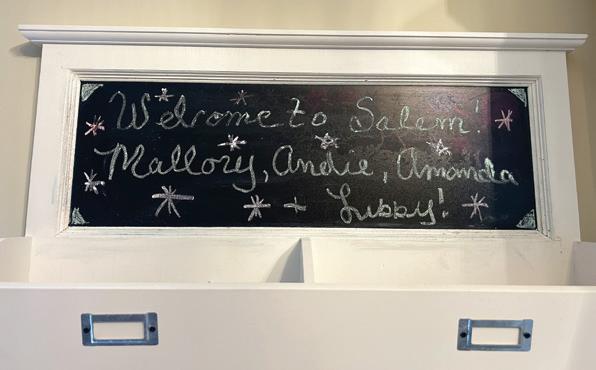 Welcome to Salem!
Mallory, Andie, Amanda
+ Libby!